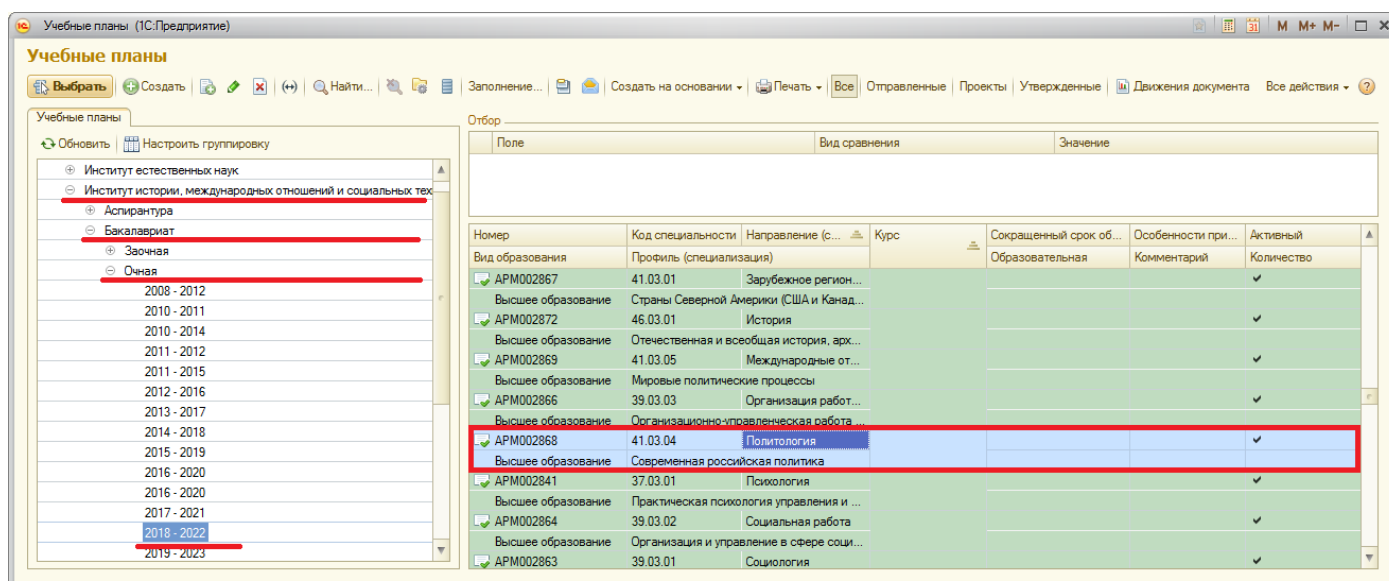 Учебные планы (1С:Предприятие)
31 M M+ M-
Учебные планы
Выбрать Создать Найти... Заполнение... Создать на основании Печать Все Отправленные Проекты Утвержденные Движения документа Все действия
Учебные планы
Обновить Настроить группировку
Институт естественных наук
Институт истории, международных отношений и социальных тех
Аспирантура
Бакалавриат
Заочная
Очная
2008 - 2012
2010 - 2011
2010 - 2014
2011 - 2012
2011 - 2015
2012 - 2016
2013 - 2017
2014 - 2018
2015 - 2019
2016 - 2020
2016 - 2020
2017 - 2021
2018 - 2022
2019 - 2023
Отбор
Поле Вид сравнения Значение
Номер Код специальности Направление (с... Курс Сокращенный срок об... Особенности при... Активный
Вид образования Профиль (специализация) Образовательная Комментарий Количество
АРМ002867 41.03.01 Зарубежное регион...
Высшее образование Страны Северной Америки (США и Канад...
АРМ002872 46.03.01 История
Высшее образование Отечественная и всеобщая история, арх...
АРМ002869 41.03.05 Международные от...
Высшее образование Мировые политические процессы
АРМ002866 39.03.03 Организация работ...
Высшее образование Организационно-управленческая работа ...
АРМ002868 41.03.04 Политология
Высшее образование Современная российская политика
АРМ002841 37.03.01 Психология
Высшее образование Практическая психология управления и ...
АРМ002864 39.03.02 Социальная работа
Высшее образование Организация и управление в сфере соци...
АРМ002863 39.03.01 Социология